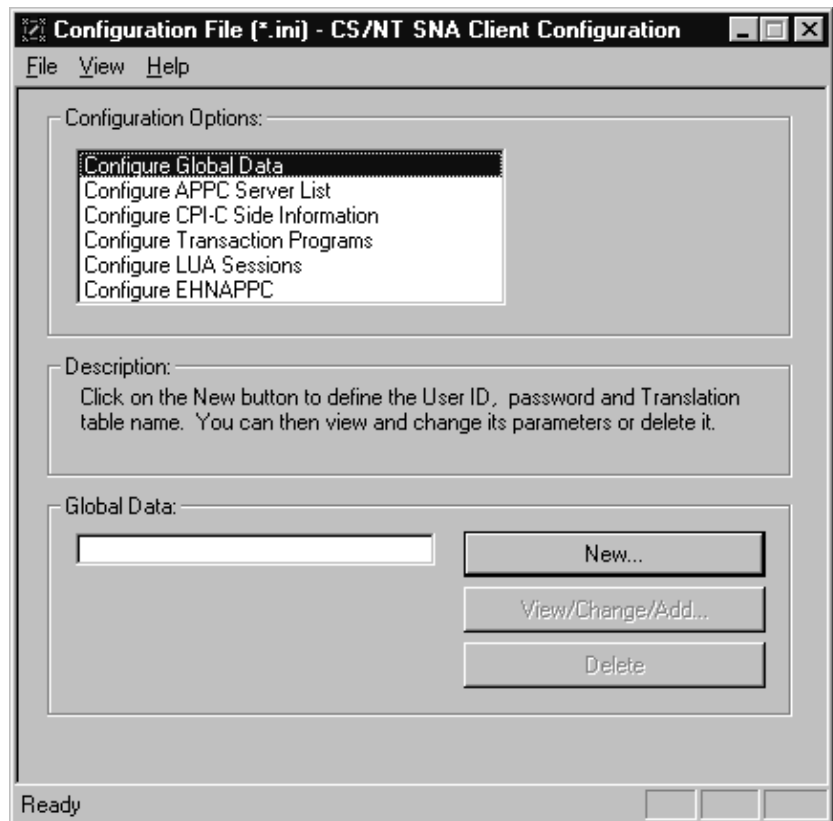 Configuration File (*.ini) - CS/NT SNA Client Configuration
File View Help
Configuration Options:
Configure Global Data
Configure APPC Server List
Configure CPI-C Side Information
Configure Transaction Programs
Configure LUA Sessions
Configure EHNAPPC
Description:
Click on the New button to define the User ID, password and Translation
table name. You can then view and change its parameters or delete it.
Global Data:
New...
View/Change/Add...
Delete
Ready